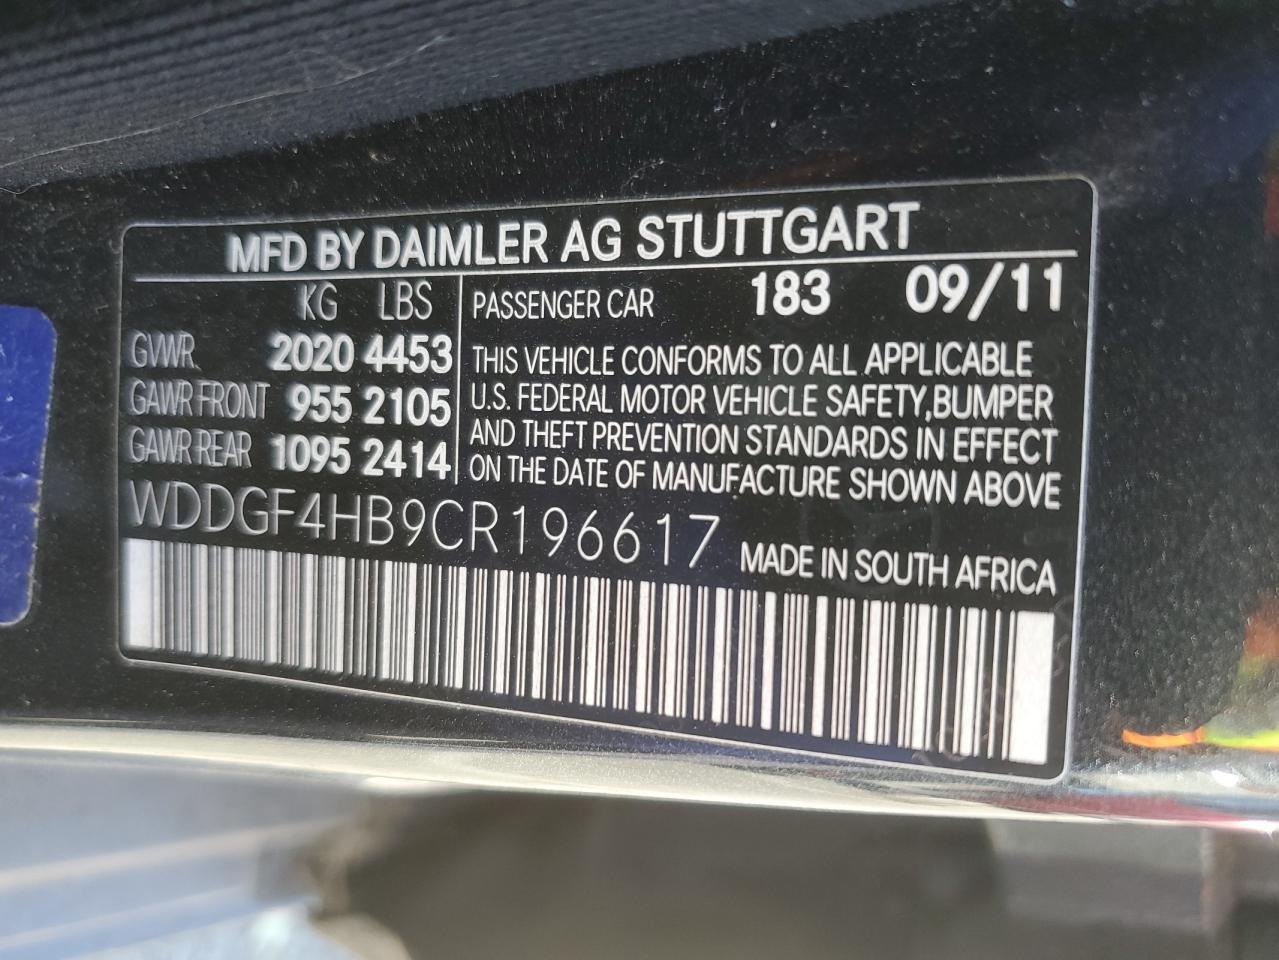 MFD BY DAIMLER AG STUTTGART
KG LBS
GVWR 2020 4453
GAWR FRONT 955 2105
GAWR REAR 1095 2414
PASSENGER CAR 183 09/11
THIS VEHICLE CONFORMS TO ALL APPLICABLE
U.S. FEDERAL MOTOR VEHICLE SAFETY,BUMPER
AND THEFT PREVENTION STANDARDS IN EFFECT
ON THE DATE OF MANUFACTURE SHOWN ABOVE
WDDGF4HB9CR196617
MADE IN SOUTH AFRICA